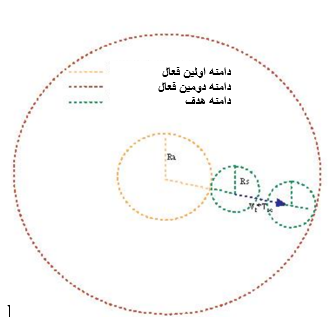 دامنه اولین فعال
دامنه دومین فعال
دامنه هدف
Ra
Rs